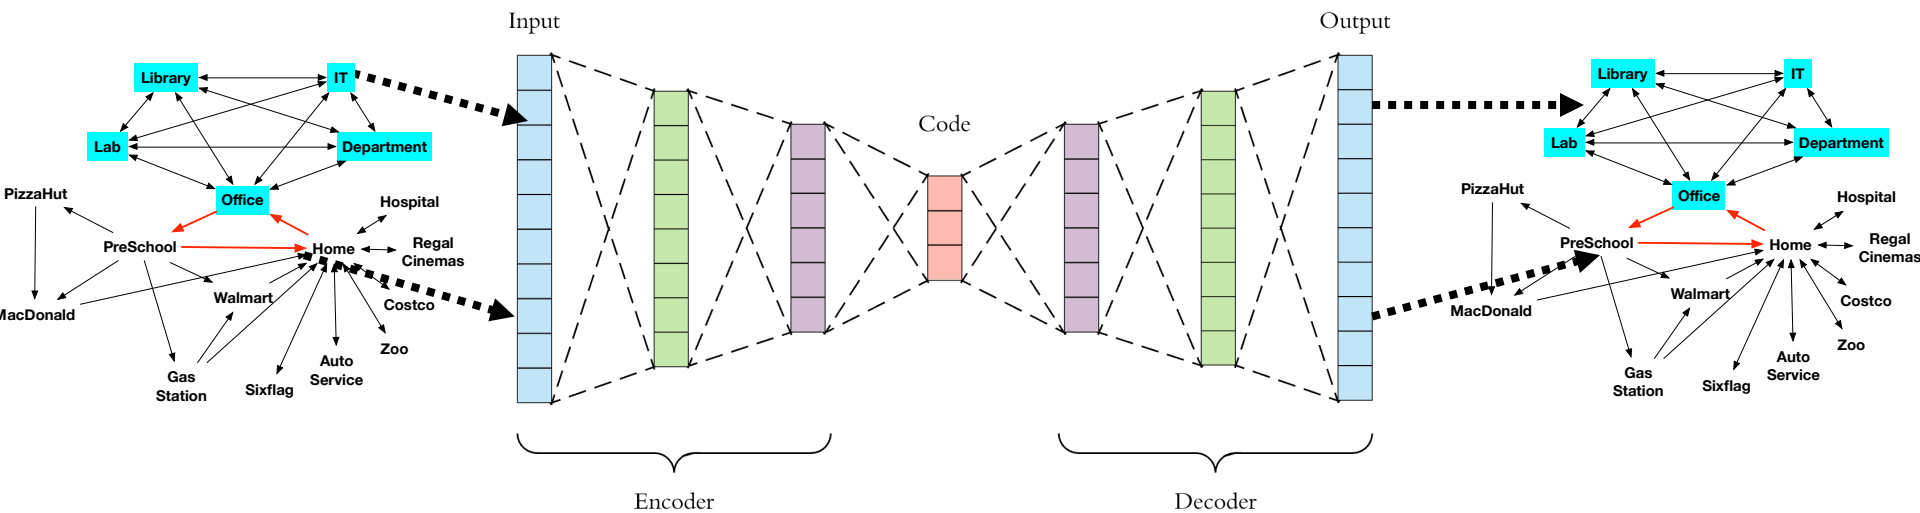 Input
Output
Library
IT
Lab
Department
Office
PizzaHut
Hospital
PreSchool
Home
Regal
Cinemas
Walmart
MacDonald
Costco
Zoo
Auto
Service
Gas
Station
Sixflag
Code
Encoder
Decoder
Library
IT
Lab
Department
Office
PizzaHut
Hospital
PreSchool
Home
Regal
Cinemas
Walmart
MacDonald
Costco
Zoo
Auto
Service
Gas
Station
Sixflag